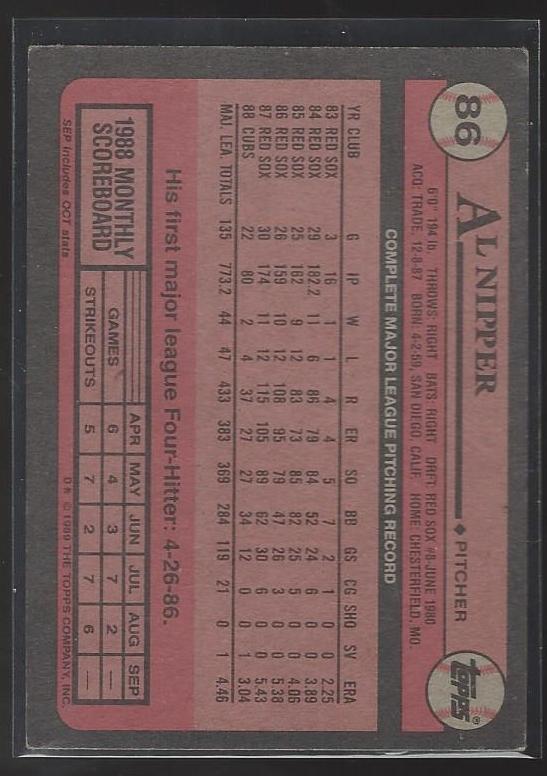 86
AL NIPPER ♦ PITCHER
topps®
6'0" 194 lb. THROWS: RIGHT BATS: RIGHT DRFT: RED SOX #8-JUNE 1980
ACQ: TRADE, 12-8-87 BORN: 4-2-59, SAN DIEGO, CALIF. HOME: CHESTERFIELD, MO.
COMPLETE MAJOR LEAGUE PITCHING RECORD
YR CLUB G IP W L R ER SO BB GS CG SHO SV ERA
83 RED SOX 3 16 1 1 4 4 5 7 2 1 0 0 2.25
84 RED SOX 29 182.2 11 6 86 79 84 52 24 6 0 0 3.89
85 RED SOX 25 162 9 12 83 73 85 82 25 5 0 0 4.06
86 RED SOX 26 159 10 12 108 95 79 47 26 3 0 0 5.38
87 RED SOX 30 174 11 12 115 105 89 62 30 6 0 0 5.43
88 CUBS 22 80 2 4 37 27 27 34 12 0 0 1 3.04
MAJ. LEA. TOTALS 135 773.2 44 47 433 383 369 284 119 21 0 1 4.46
His first major league Four-Hitter: 4-26-86.
1988 MONTHLY
SCOREBOARD
APR MAY JUN JUL AUG SEP
GAMES 6 4 3 7 2 —
STRIKEOUTS 5 7 2 7 6 —
SEP includes OCT stats
D* © 1989 THE TOPPS COMPANY, INC.